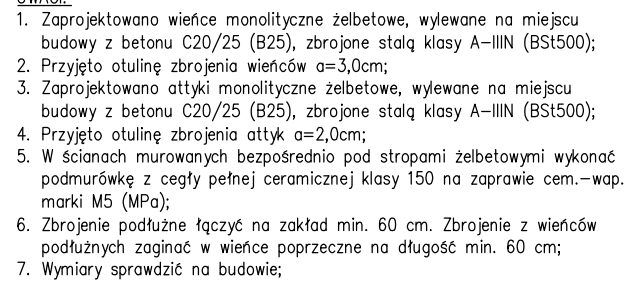 UWAGI:
1. Zaprojektowano wieńce monolityczne żelbetowe, wylewane na miejscu
budowy z betonu C20/25 (B25), zbrojone stalą klasy A-IIIN (BSt500);
2. Przyjęto otulinę zbrojenia wieńców a=3,0cm;
3. Zaprojektowano attyki monolityczne żelbetowe, wylewane na miejscu
budowy z betonu C20/25 (B25), zbrojone stalą klasy A-IIIN (BSt500);
4. Przyjęto otulinę zbrojenia attyk a=2,0cm;
5. W ścianach murowanych bezpośrednio pod stropami żelbetowymi wykonać
podmurówkę z cegły pełnej ceramicznej klasy 150 na zaprawie cem.-wap.
marki M5 (MPa);
6. Zbrojenie podłużne łączyć na zakład min. 60 cm. Zbrojenie z wieńców
podłużnych zaginać w wieńce poprzeczne na długość min. 60 cm;
7. Wymiary sprawdzić na budowie;